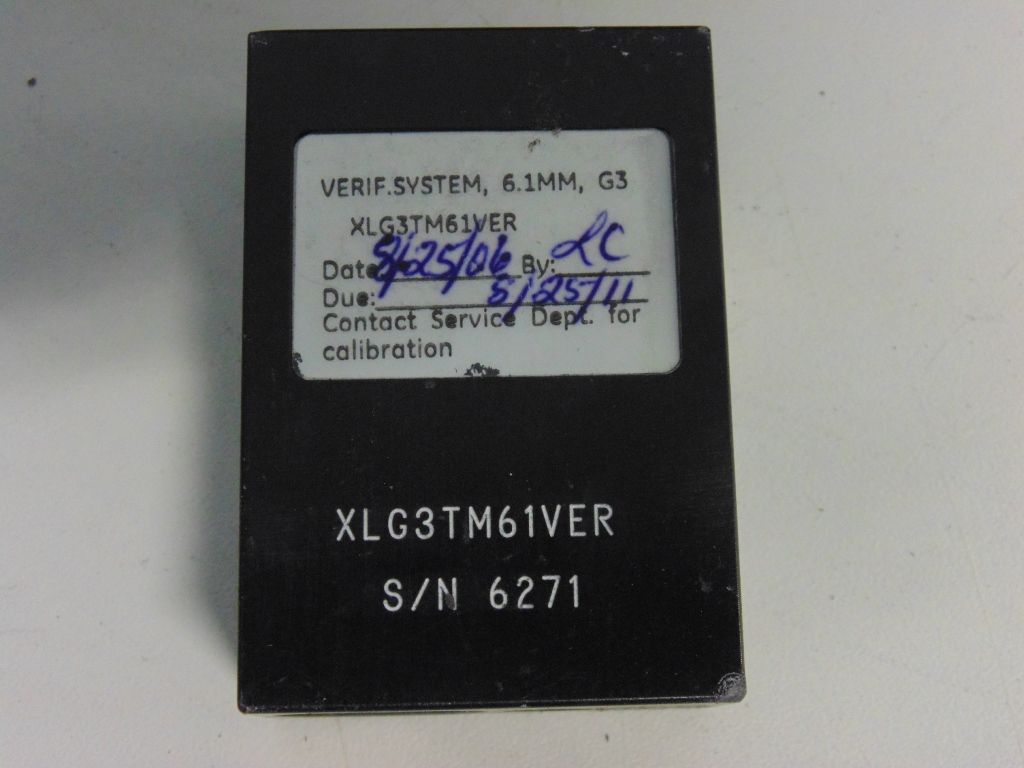 VERIF.SYSTEM, 6.1MM, G3
XLG3TM61VER
Date 8/25/06 By: LC
Due: 8/25/11
Contact Service Dept. for
calibration
XLG3TM61VER
S/N 6271